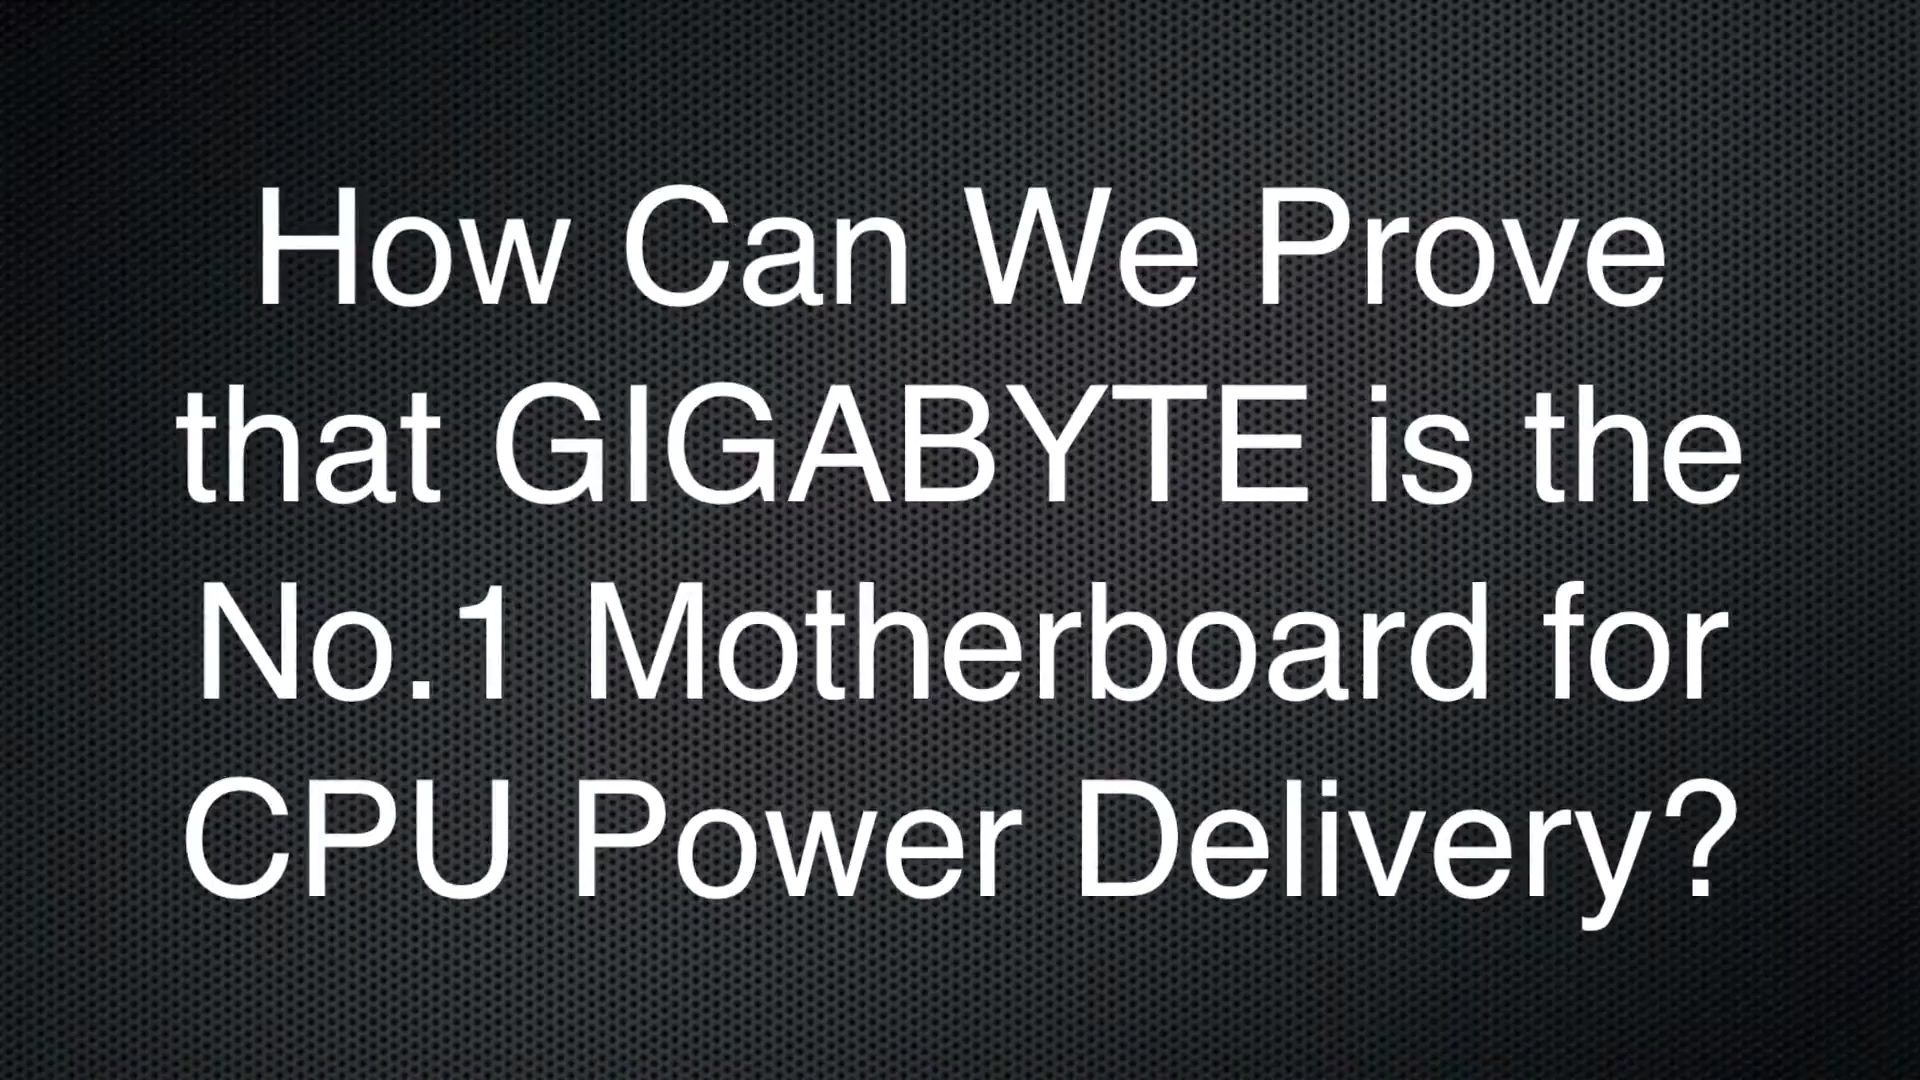 How Can We Prove
that GIGABYTE is the
No.1 Motherboard for
CPU Power Delivery?